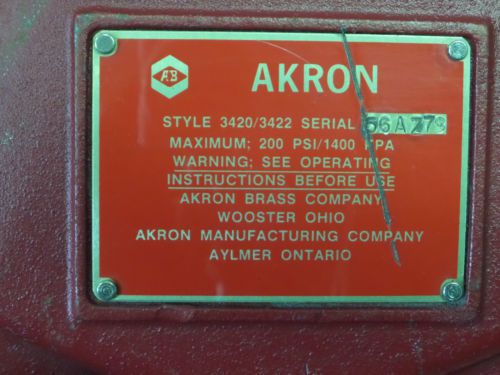 AB
AKRON
STYLE 3420/3422 SERIAL 56A779
MAXIMUM; 200 PSI/1400 KPA
WARNING; SEE OPERATING
INSTRUCTIONS BEFORE USE
AKRON BRASS COMPANY
WOOSTER OHIO
AKRON MANUFACTURING COMPANY
AYLMER ONTARIO